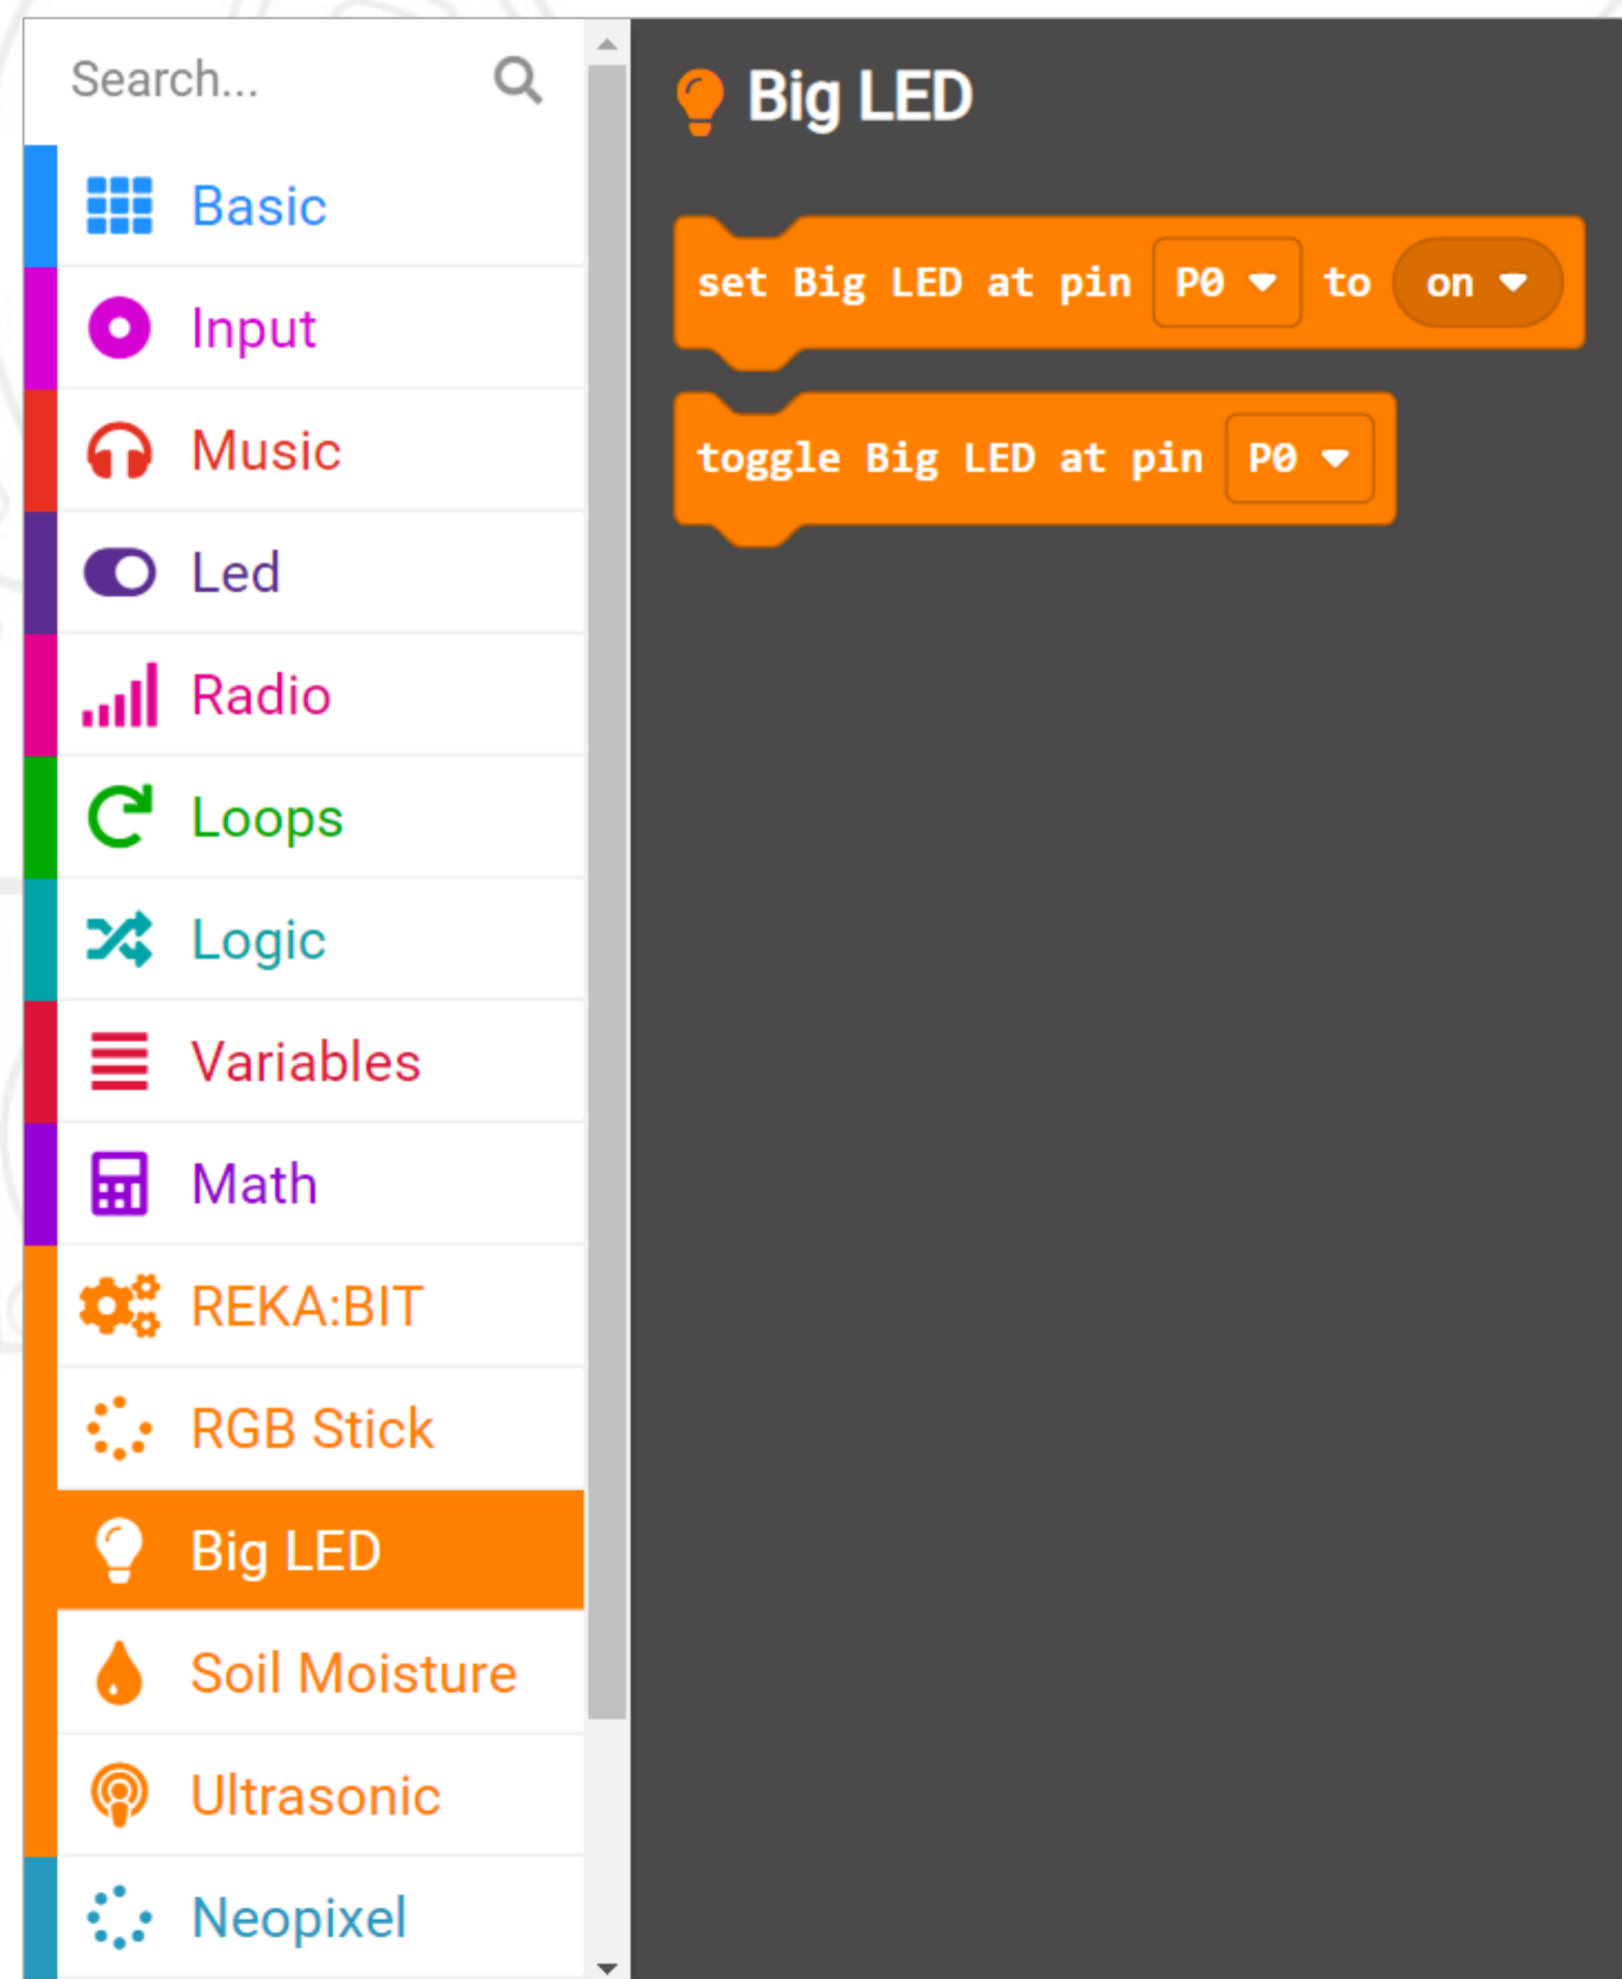 Search...
Basic
Input
Music
Led
Radio
Loops
Logic
Variables
Math
REKA:BIT
RGB Stick
Big LED
Soil Moisture
Ultrasonic
Neopixel
Big LED
set Big LED at pin P0 to on
toggle Big LED at pin P0